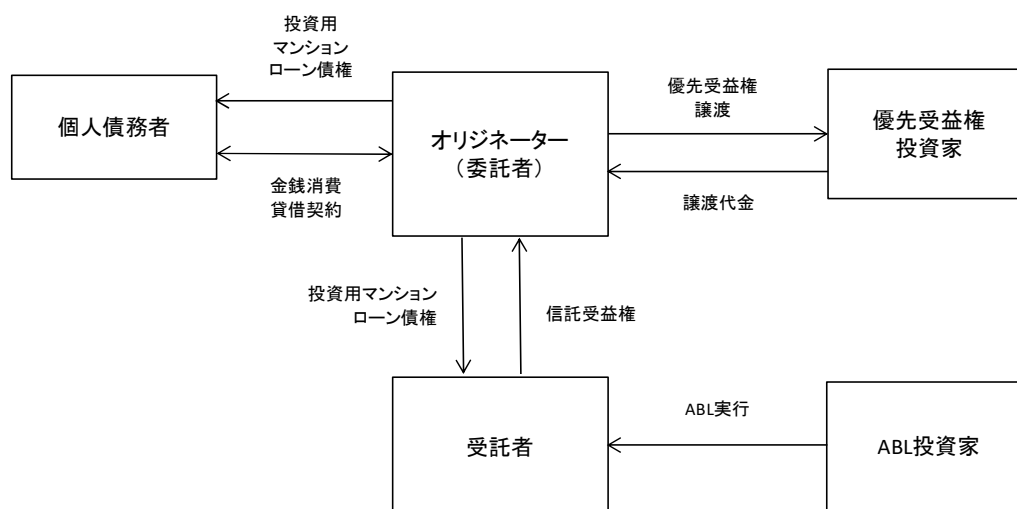 投資用
マンション
ローン債権
個人債務者
金銭消費
貸借契約
オリジネーター
（委託者）
優先受益権
譲渡
譲渡代金
優先受益権
投資家
投資用マンション
ローン債権
信託受益権
受託者
ABL実行
ABL投資家